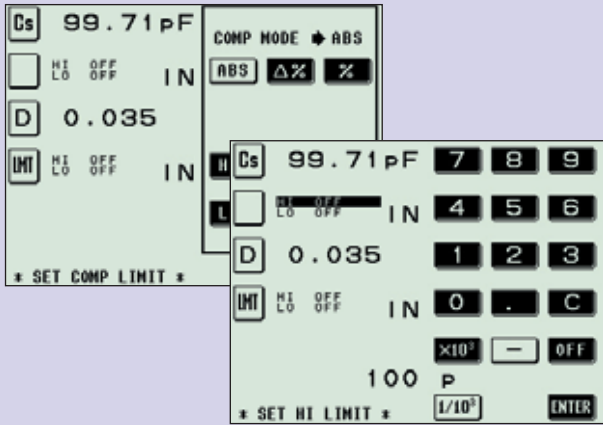 Cs 99.71pF
COMP MODE ➧ ABS
HI OFF
LO OFF
IN
ABS Δ% %
D 0.035
LMT HI OFF
LO OFF
IN
H
L
* SET COMP LIMIT *
Cs 99.71pF 7 8 9
HI OFF
LO OFF
IN 4 5 6
D 0.035 1 2 3
LMT HI OFF
LO OFF
IN 0 . C
×10³ − OFF
100 P
* SET HI LIMIT * 1/10³ ENTER